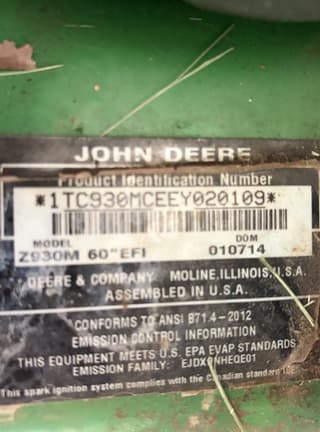 JOHN DEERE
Product Identification Number
*1TC930MCEEY020109*
MODEL DOM
Z930M 60"EFI 010714
DEERE & COMPANY MOLINE, ILLINOIS, U.S.A.
ASSEMBLED IN U.S.A.
CONFORMS TO ANSI B71.4-2012
EMISSION CONTROL INFORMATION
THIS EQUIPMENT MEETS U.S. EPA EVAP STANDARDS
EMISSION FAMILY:
This spark ignition system complies with the Canadian standard